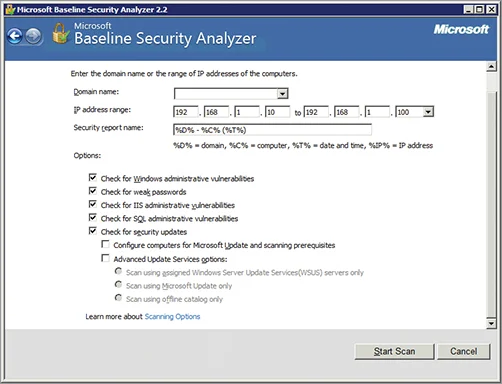 Microsoft Baseline Security Analyzer 2.2
Microsoft
Baseline Security Analyzer
Microsoft
Enter the domain name or the range of IP addresses of the computers.
Domain name:
IP address range: 192 . 168 . 1 . 10 to 192 . 168 . 1 . 100
Security report name: %D% - %C% (%T%)
%D% = domain, %C% = computer, %T% = date and time, %IP% = IP address
Options:
Check for Windows administrative vulnerabilities
Check for weak passwords
Check for IIS administrative vulnerabilities
Check for SQL administrative vulnerabilities
Check for security updates
Configure computers for Microsoft Update and scanning prerequisites
Advanced Update Services options:
Scan using assigned Windows Server Update Services(WSUS) servers only
Scan using Microsoft Update only
Scan using offline catalog only
Learn more about Scanning Options
Start Scan Cancel